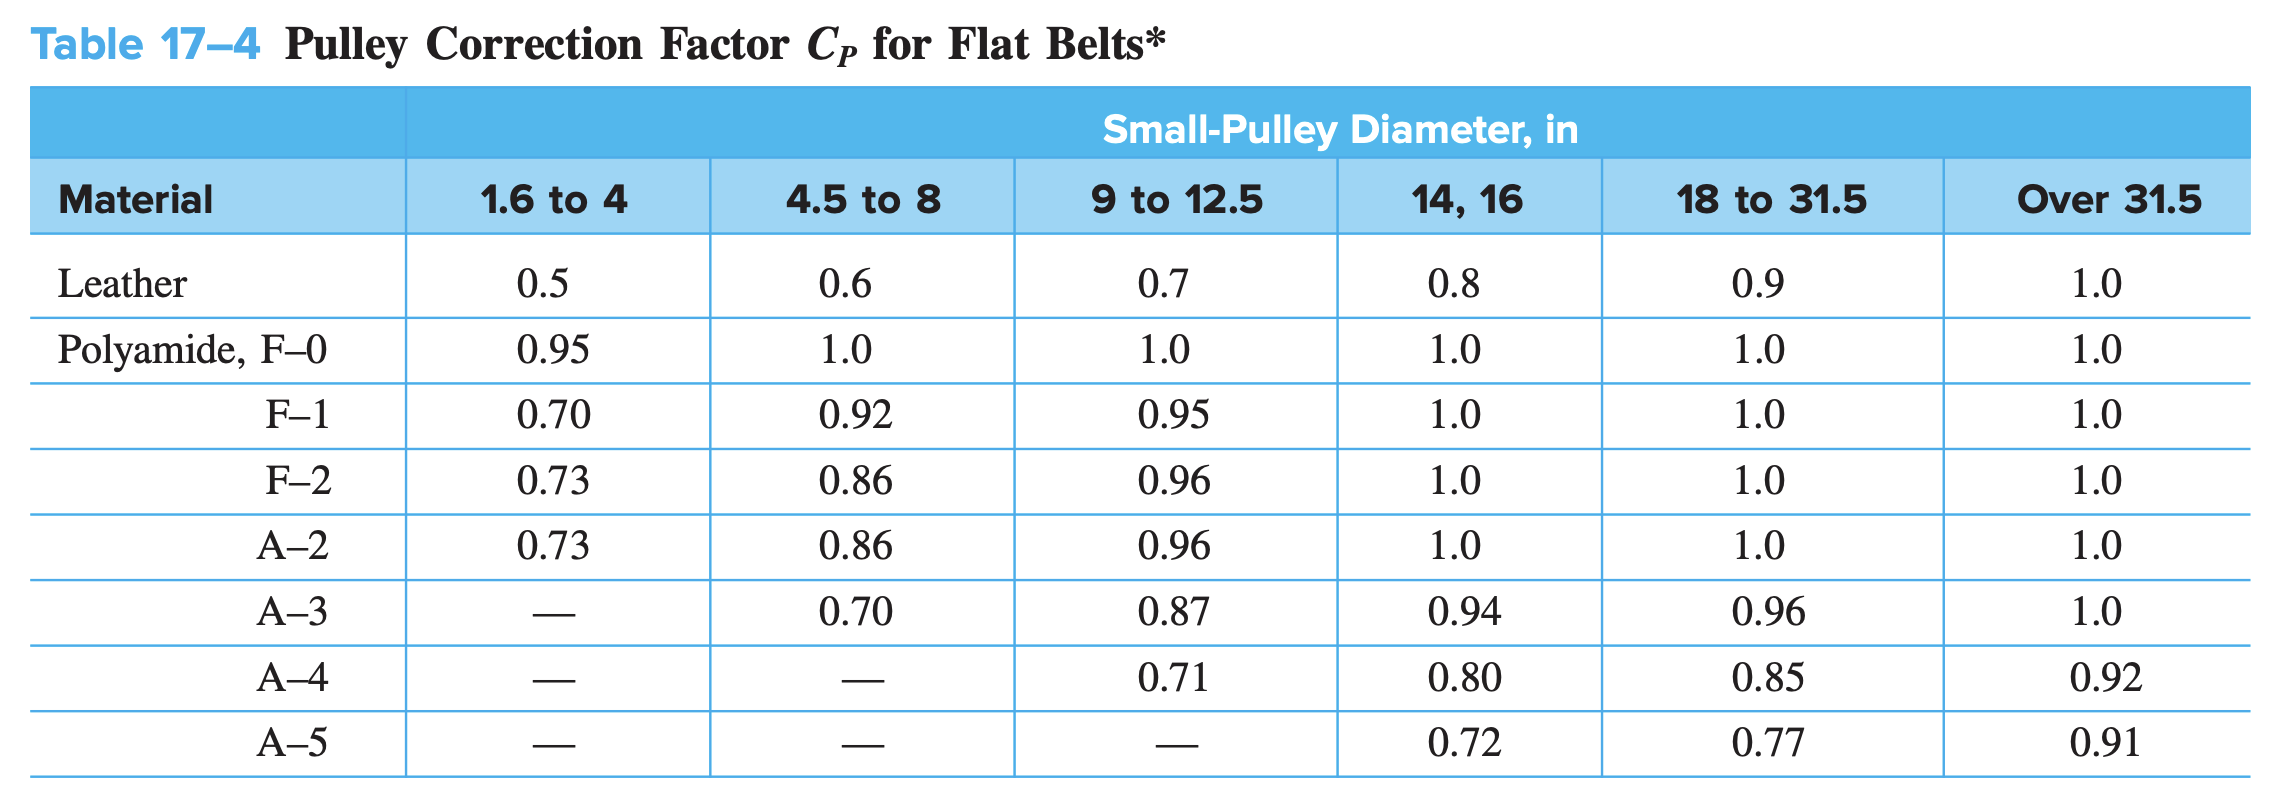 Table 17–4 Pulley Correction Factor CP for Flat Belts*
Small-Pulley Diameter, in
Material 1.6 to 4 4.5 to 8 9 to 12.5 14, 16 18 to 31.5 Over 31.5
Leather 0.5 0.6 0.7 0.8 0.9 1.0
Polyamide, F–0 0.95 1.0 1.0 1.0 1.0 1.0
F–1 0.70 0.92 0.95 1.0 1.0 1.0
F–2 0.73 0.86 0.96 1.0 1.0 1.0
A–2 0.73 0.86 0.96 1.0 1.0 1.0
A–3 — 0.70 0.87 0.94 0.96 1.0
A–4 — — 0.71 0.80 0.85 0.92
A–5 — — — 0.72 0.77 0.91